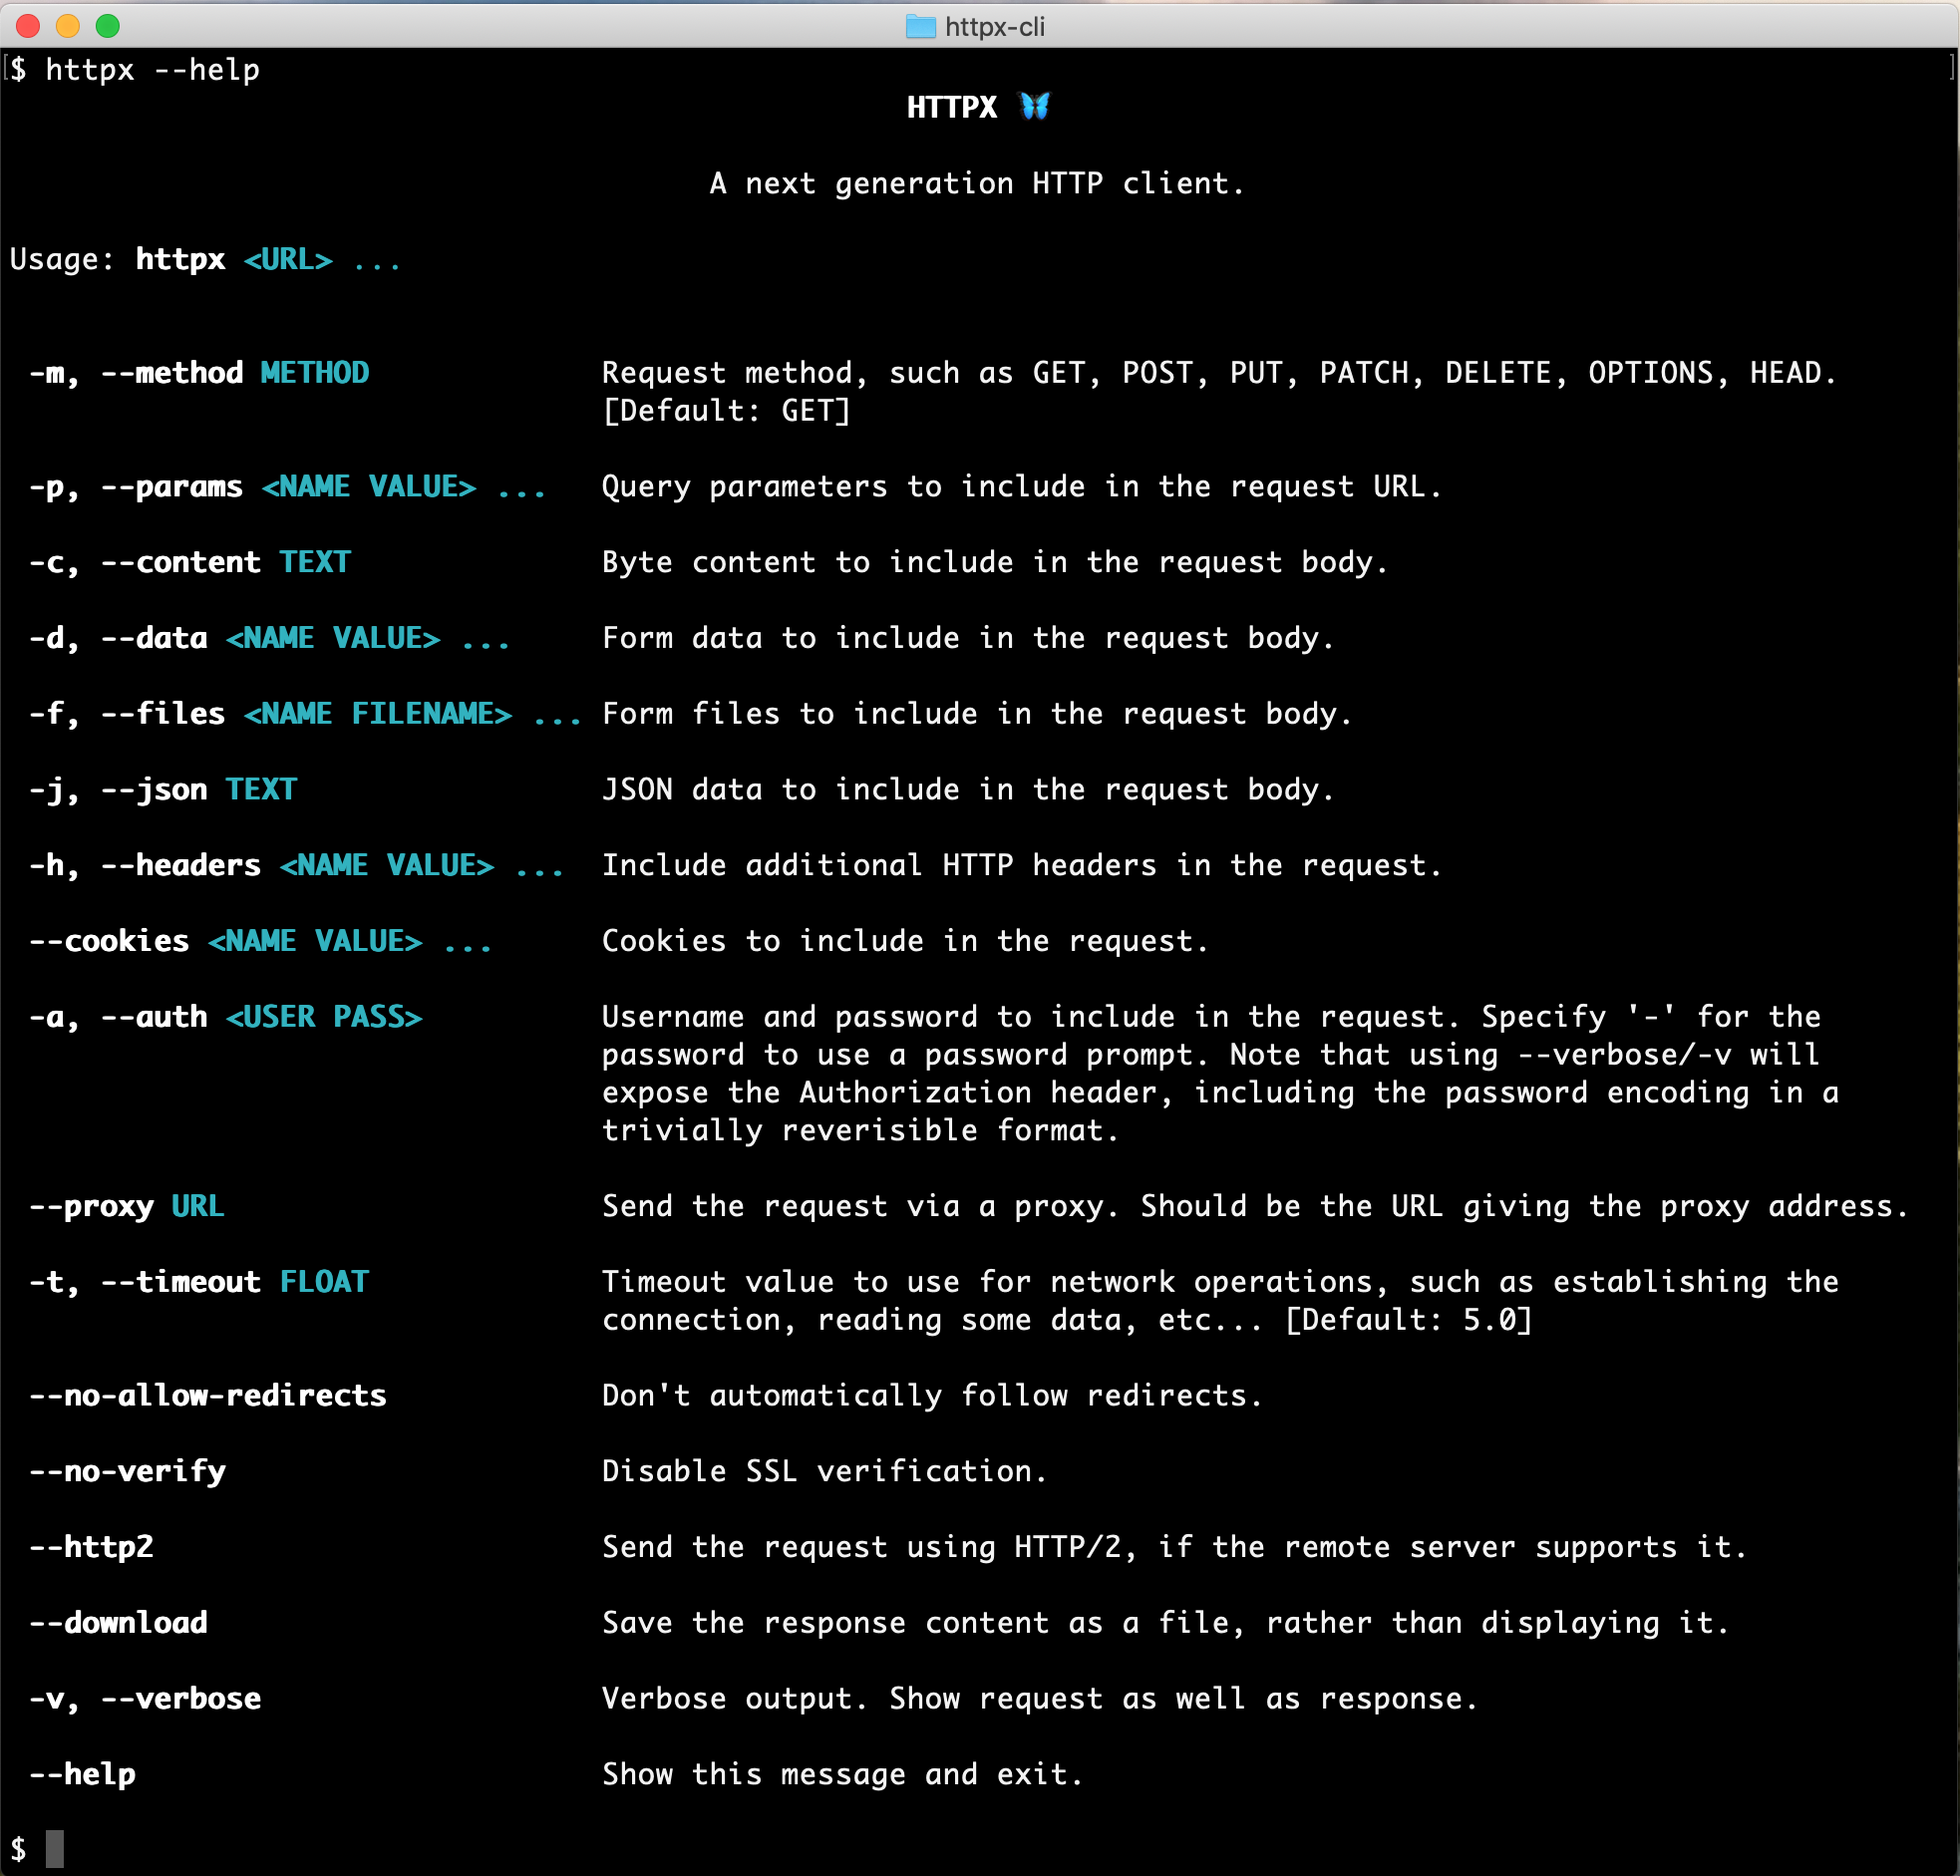 httpx-cli
$ httpx --help
HTTPX 🦋
A next generation HTTP client.
Usage: httpx <URL> ...
-m, --method METHOD Request method, such as GET, POST, PUT, PATCH, DELETE, OPTIONS, HEAD.
[Default: GET]
-p, --params <NAME VALUE> ... Query parameters to include in the request URL.
-c, --content TEXT Byte content to include in the request body.
-d, --data <NAME VALUE> ... Form data to include in the request body.
-f, --files <NAME FILENAME> ... Form files to include in the request body.
-j, --json TEXT JSON data to include in the request body.
-h, --headers <NAME VALUE> ... Include additional HTTP headers in the request.
--cookies <NAME VALUE> ... Cookies to include in the request.
-a, --auth <USER PASS> Username and password to include in the request. Specify '-' for the
password to use a password prompt. Note that using --verbose/-v will
expose the Authorization header, including the password encoding in a
trivially reverisible format.
--proxy URL Send the request via a proxy. Should be the URL giving the proxy address.
-t, --timeout FLOAT Timeout value to use for network operations, such as establishing the
connection, reading some data, etc... [Default: 5.0]
--no-allow-redirects Don't automatically follow redirects.
--no-verify Disable SSL verification.
--http2 Send the request using HTTP/2, if the remote server supports it.
--download Save the response content as a file, rather than displaying it.
-v, --verbose Verbose output. Show request as well as response.
--help Show this message and exit.
$